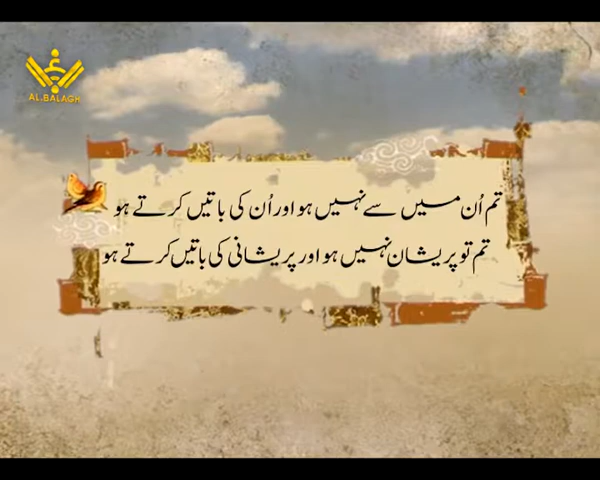 AL.BALAGH
تم اُن میں سے نہیں ہو اور اُن کی باتیں کرتے ہو
تم تو پریشان نہیں ہو اور پریشانی کی باتیں کرتے ہو